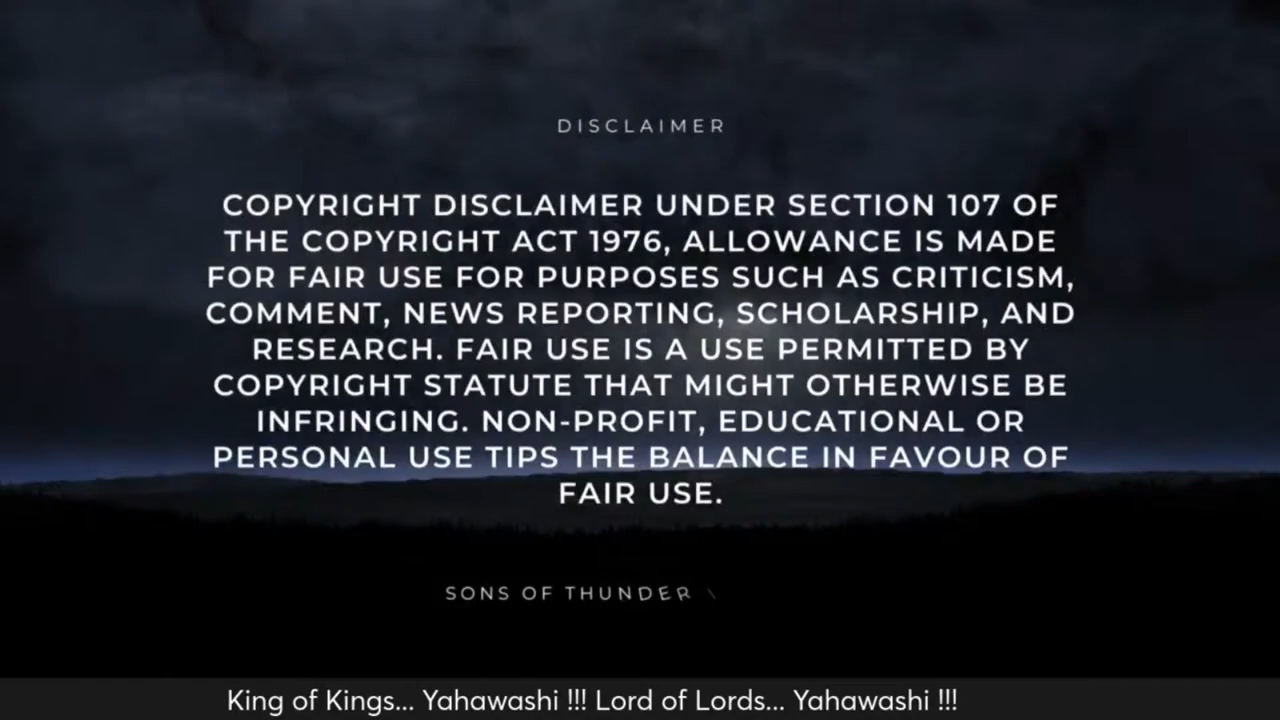 DISCLAIMER
COPYRIGHT DISCLAIMER UNDER SECTION 107 OF
THE COPYRIGHT ACT 1976, ALLOWANCE IS MADE
FOR FAIR USE FOR PURPOSES SUCH AS CRITICISM,
COMMENT, NEWS REPORTING, SCHOLARSHIP, AND
RESEARCH. FAIR USE IS A USE PERMITTED BY
COPYRIGHT STATUTE THAT MIGHT OTHERWISE BE
INFRINGING. NON-PROFIT, EDUCATIONAL OR
PERSONAL USE TIPS THE BALANCE IN FAVOUR OF
FAIR USE.
SONS OF THUNDER
King of Kings... Yahawashi !!! Lord of Lords... Yahawashi !!!